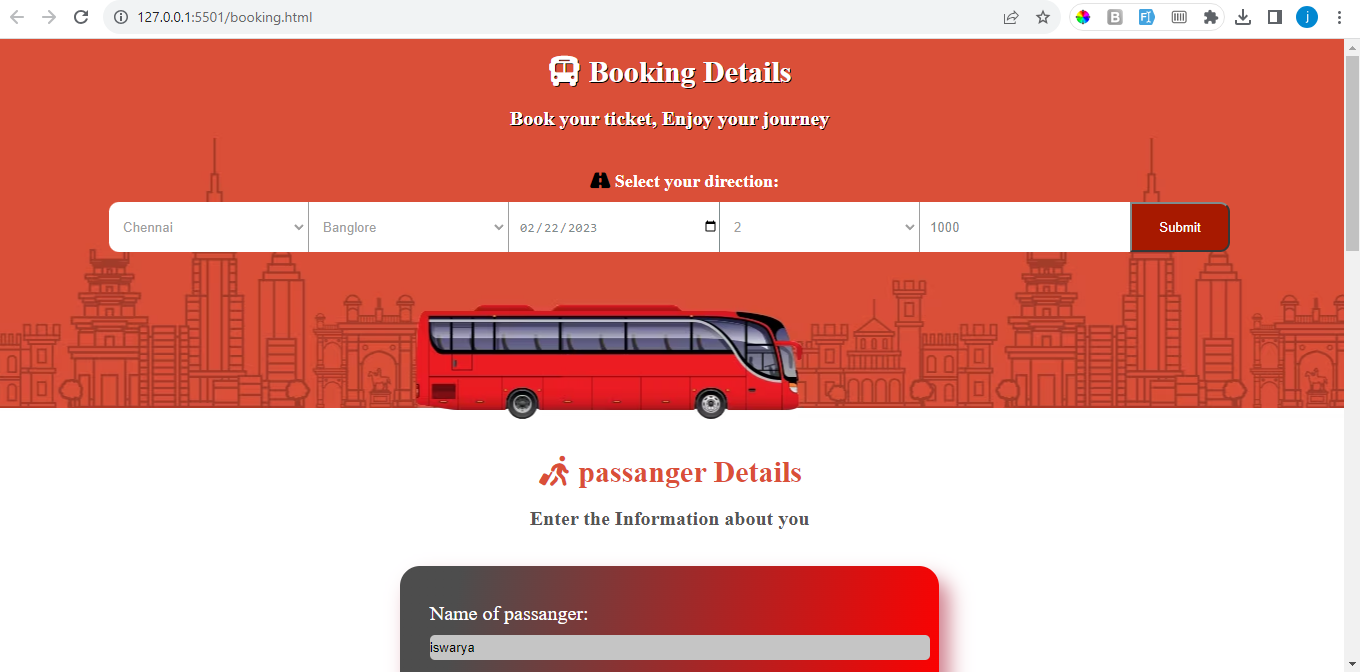 127.0.0.1:5501/booking.html
B
j
Booking Details
Book your ticket, Enjoy your journey
Select your direction:
Chennai Banglore 02/22/2023 2 1000 Submit
passanger Details
Enter the Information about you
Name of passanger:
iswarya